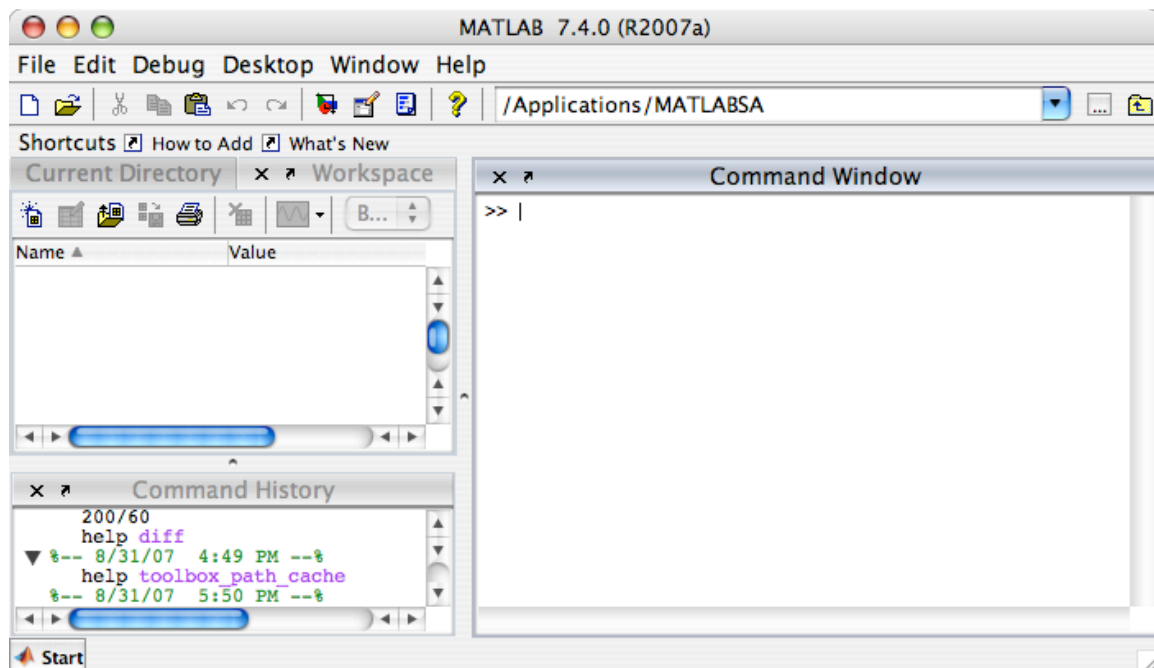 MATLAB 7.4.0 (R2007a)
File Edit Debug Desktop Window Help
/Applications/MATLABSA
...
Shortcuts How to Add What's New
Current Directory Workspace
B...
Name Value
Command History
200/60
help diff
%-- 8/31/07 4:49 PM --%
help toolbox_path_cache
%-- 8/31/07 5:50 PM --%
Command Window
>>
Start